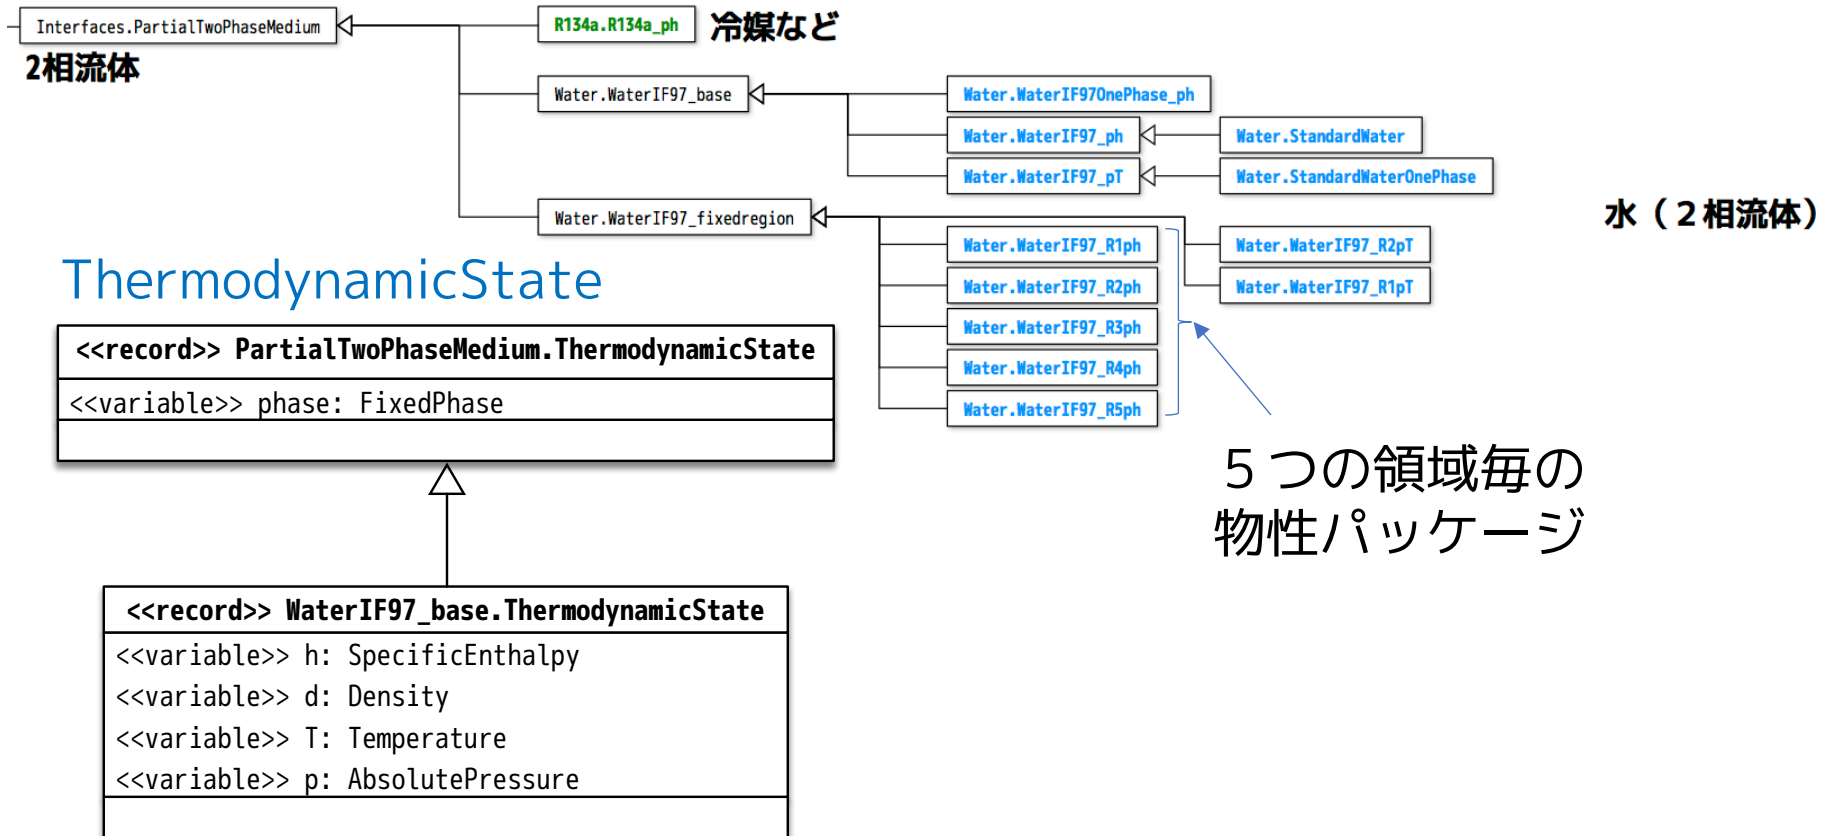 Interfaces.PartialTwoPhaseMedium
2相流体
R134a.R134a_ph
冷媒など
Water.WaterIF97_base
Water.WaterIF97OnePhase_ph
Water.WaterIF97_ph
Water.StandardWater
Water.WaterIF97_pT
Water.StandardWaterOnePhase
Water.WaterIF97_fixedregion
水（２相流体）
Water.WaterIF97_R1ph
Water.WaterIF97_R2pT
Water.WaterIF97_R2ph
Water.WaterIF97_R1pT
Water.WaterIF97_R3ph
Water.WaterIF97_R4ph
Water.WaterIF97_R5ph
５つの領域毎の
物性パッケージ
ThermodynamicState
<<record>> PartialTwoPhaseMedium.ThermodynamicState
<<variable>> phase: FixedPhase
<<record>> WaterIF97_base.ThermodynamicState
<<variable>> h: SpecificEnthalpy
<<variable>> d: Density
<<variable>> T: Temperature
<<variable>> p: AbsolutePressure